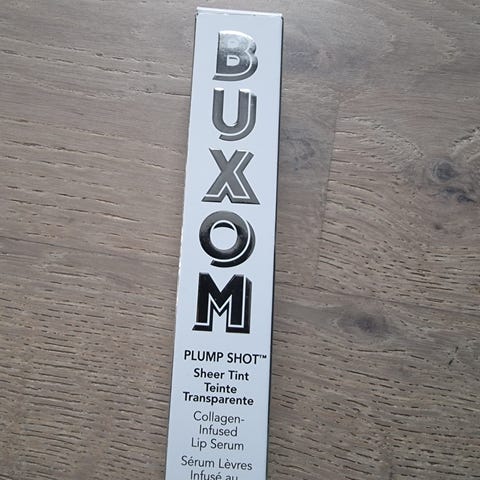 BUXOM
PLUMP SHOT™
Sheer Tint
Teinte
Transparente
Collagen-
Infused
Lip Serum
Sérum Lèvres
Infusé au